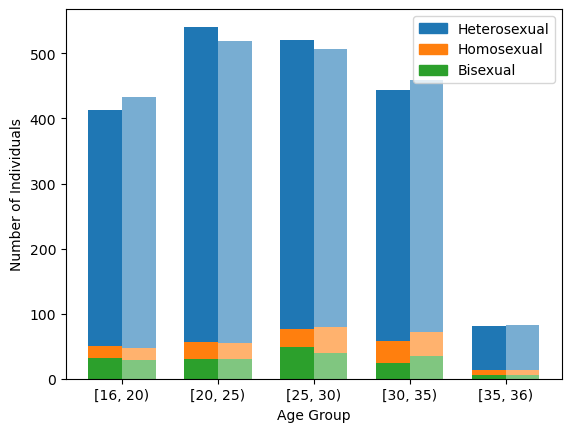 Heterosexual
Homosexual
Bisexual
Number of Individuals
500
400
300
200
100
0
[16, 20)
[20, 25)
[25, 30)
[30, 35)
[35, 36)
Age Group